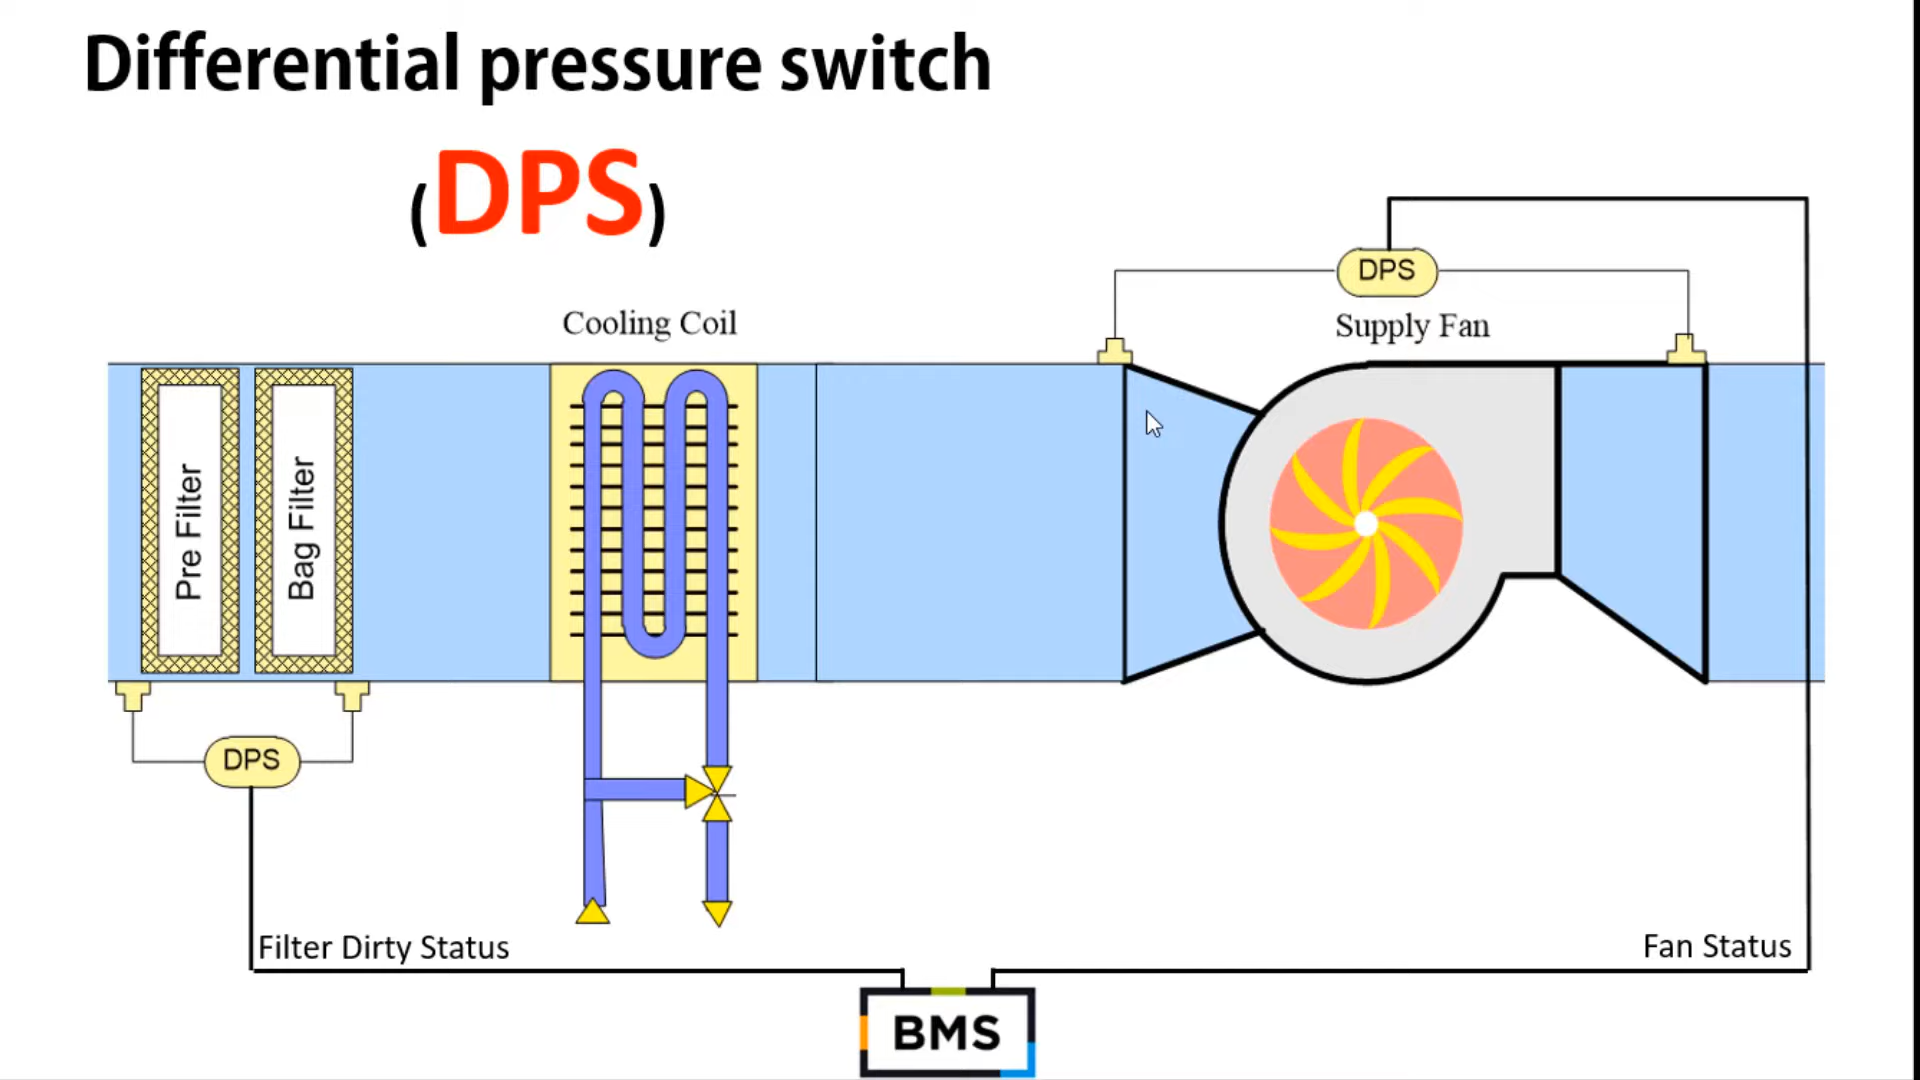 Differential pressure switch
(DPS)
DPS
Cooling Coil
Supply Fan
Pre Filter
Bag Filter
DPS
Filter Dirty Status
Fan Status
BMS